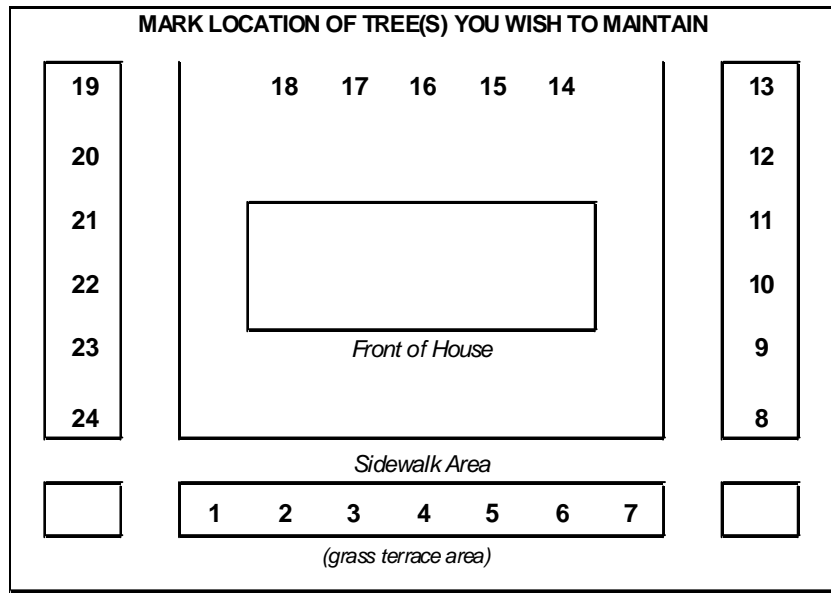 MARK LOCATION OF TREE(S) YOU WISH TO MAINTAIN
19 18 17 16 15 14 13
20 12
21 11
22 10
23 Front of House 9
24 8
Sidewalk Area
1 2 3 4 5 6 7
(grass terrace area)